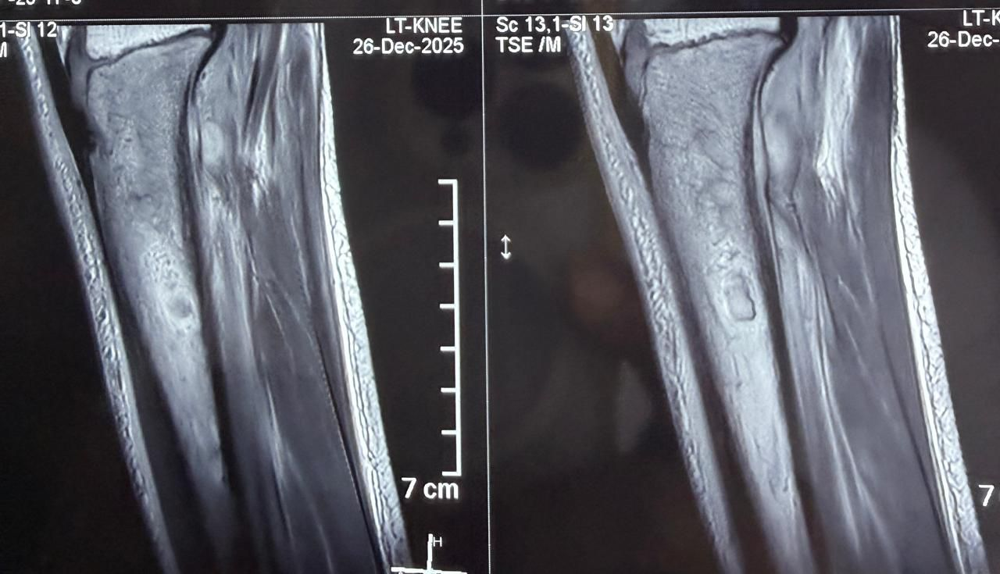 1-SI 12
M
LT-KNEE
26-Dec-2025
7 cm
H
Sc 13,1-SI 13
TSE /M
LT-K
26-Dec-
7